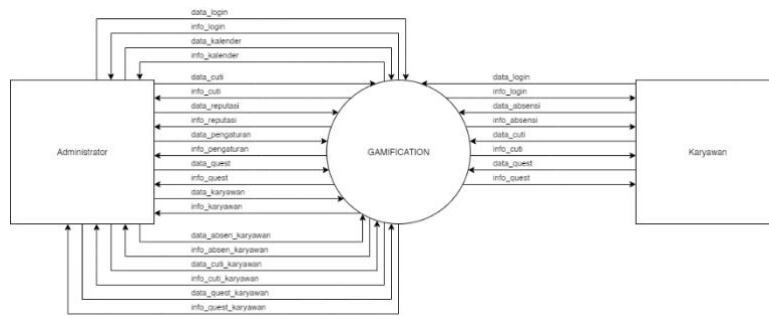 data_login
info_login
data_kalender
info_kalender
data_cuti
info_cuti
data_reputasi
info_reputasi
data_pengaturan
info_pengaturan
data_quest
info_quest
data_karyawan
info_karyawan
data_absen_karyawan
info_absen_karyawan
data_cuti_karyawan
info_cuti_karyawan
data_quest_karyawan
info_quest_karyawan
Administrator
GAMIFICATION
data_login
info_login
data_absensi
info_absensi
data_cuti
info_cuti
data_quest
info_quest
Karyawan